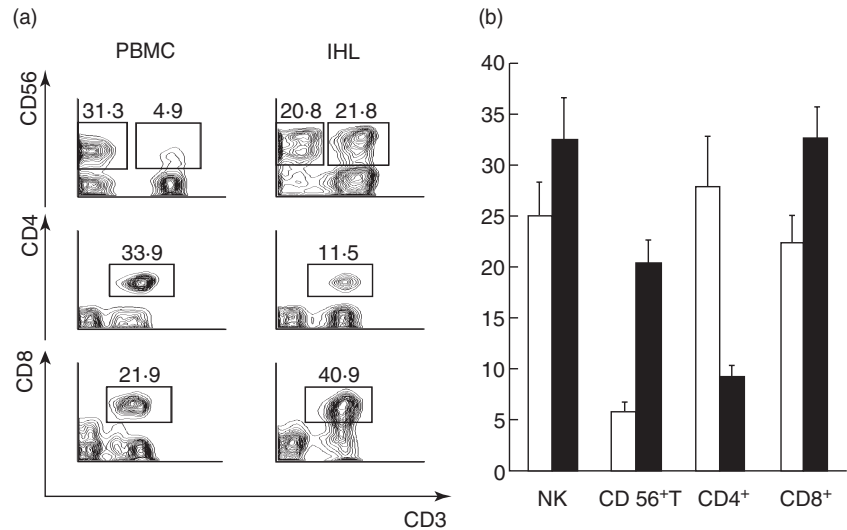 (a)
PBMC IHL
CD56
31·3 4·9 20·8 21·8
CD4
33·9 11·5
CD8
21·9 40·9
CD3
(b)
40
35
30
25
20
15
10
5
0
NK CD 56⁺T CD4⁺ CD8⁺